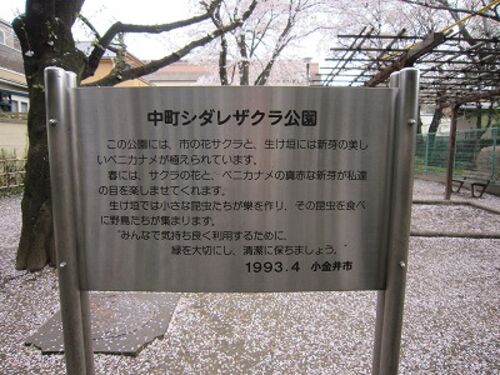 中町シダレザクラ公園
この公園には、市の花サクラと、生け垣には新芽の美し
いベニカナメが植えられています。
春には、サクラの花と、ベニカナメの真赤な新芽が私達
の目を楽しませてくれます。
生け垣では小さな昆虫たちが巣を作り、その昆虫を食べ
に野鳥たちが集まります。
"みんなで気持ち良く利用するために、
緑を大切にし、清潔に保ちましょう。"
1993.4 小金井市